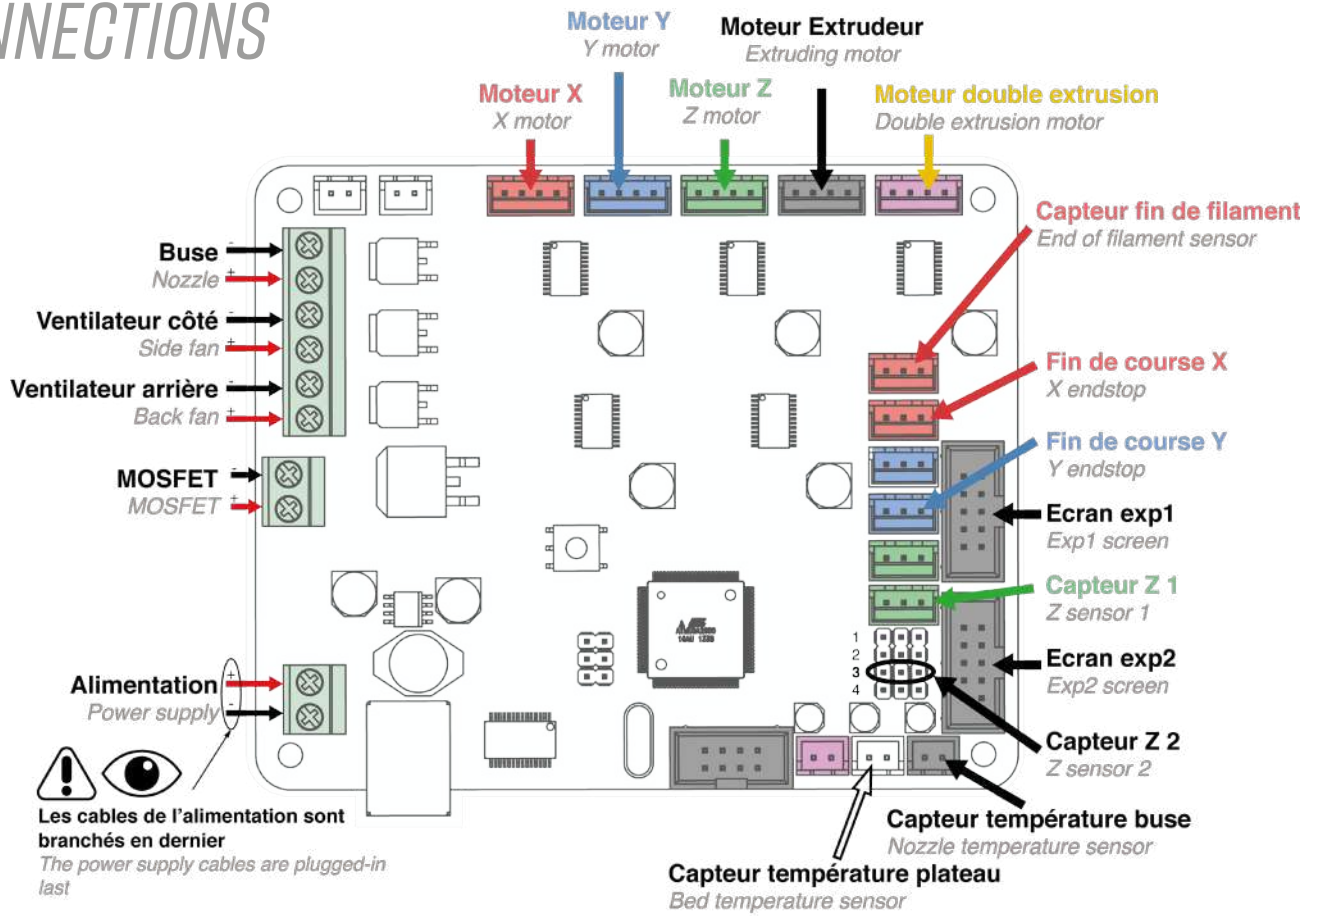 NNECTIONS
Moteur Y
Y motor
Moteur Extrudeur
Extruding motor
Moteur X
X motor
Moteur Z
Z motor
Moteur double extrusion
Double extrusion motor
Capteur fin de filament
End of filament sensor
Buse -
Nozzle +
Ventilateur côté -
Side fan +
Ventilateur arrière -
Back fan +
MOSFET -
MOSFET +
Fin de course X
X endstop
Fin de course Y
Y endstop
Ecran exp1
Exp1 screen
Capteur Z 1
Z sensor 1
1
2
3
4
Ecran exp2
Exp2 screen
Alimentation +
Power supply -
Capteur Z 2
Z sensor 2
Les cables de l'alimentation sont
branchés en dernier
The power supply cables are plugged-in
last
Capteur température buse
Nozzle temperature sensor
Capteur température plateau
Bed temperature sensor